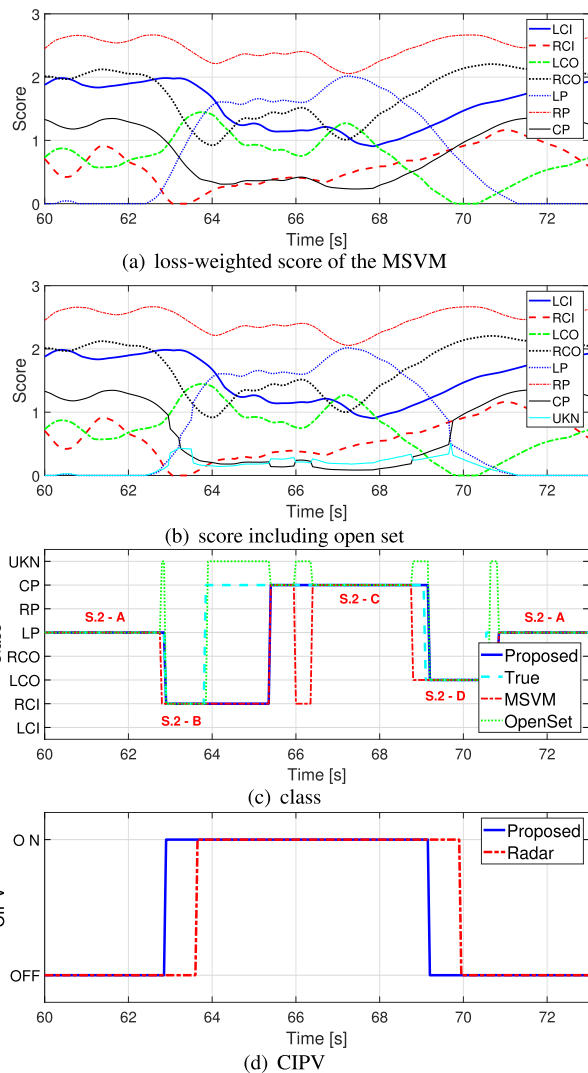 3
2
1
0
Score
60 62 64 66 68 70 72
Time [s]
LCI
RCI
LCO
RCO
LP
RP
CP
(a) loss-weighted score of the MSVM
3
2
1
0
Score
60 62 64 66 68 70 72
Time [s]
LCI
RCI
LCO
RCO
LP
RP
CP
UKN
(b) score including open set
UKN
CP
RP
LP
RCO
LCO
RCI
LCI
S.2 - A
S.2 - B
S.2 - C
S.2 - D
S.2 - A
Proposed
True
MSVM
OpenSet
60 62 64 66 68 70 72
Time [s]
(c) class
O N
OFF
Proposed
Radar
60 62 64 66 68 70 72
Time [s]
(d) CIPV